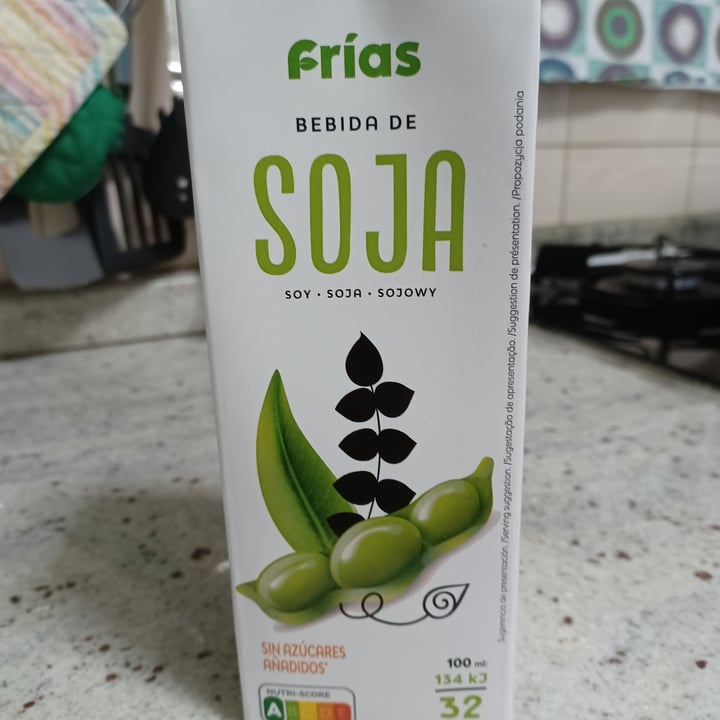 Frías
BEBIDA DE
SOJA
SOY · SOJA · SOJOWY
Sugerencia de presentación. /Serving suggestion. /Sugestação de apresentação. /Suggestion de présentation. /Propozycja podania
SIN AZÚCARES
AÑADIDOS*
NUTRI-SCORE
A B C D E
100 ml:
134 kJ
32